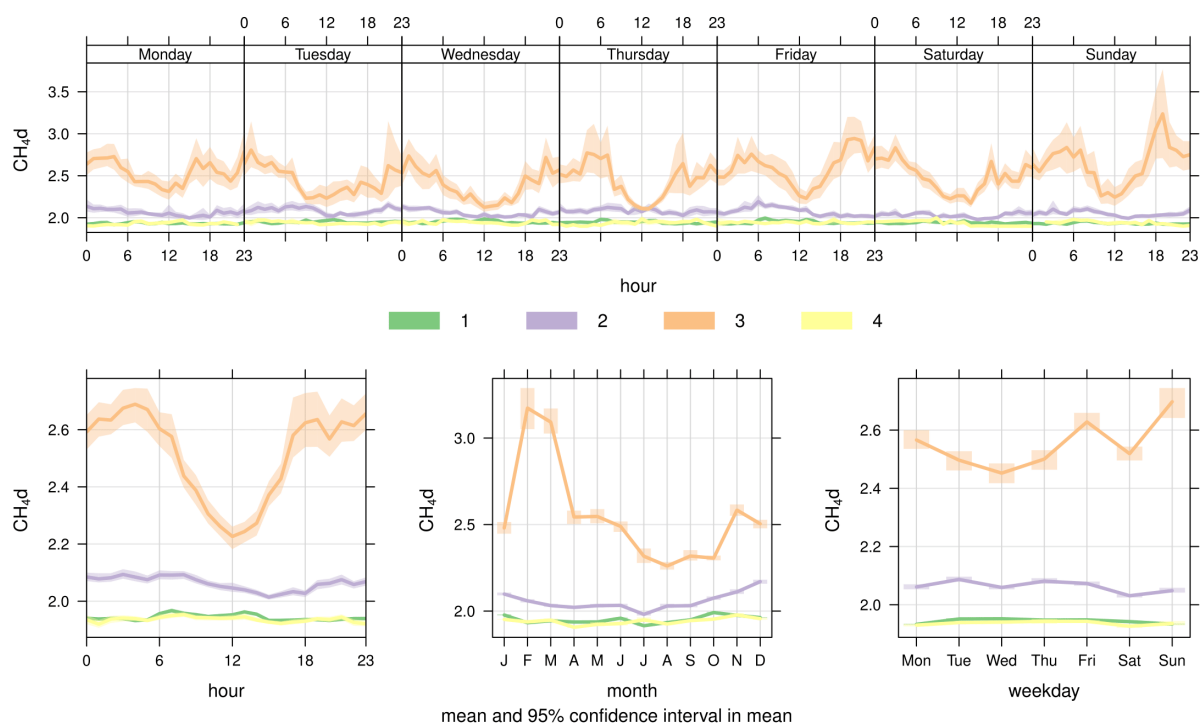 0 6 12 18 23 0 6 12 18 23 0 6 12 18 23
Monday Tuesday Wednesday Thursday Friday Saturday Sunday
CH₄d
3.5
3.0
2.5
2.0
0 6 12 18 23 0 6 12 18 23 0 6 12 18 23 0 6 12 18 23
hour
1 2 3 4
CH₄d
2.6
2.4
2.2
2.0
0 6 12 18 23
hour
CH₄d
3.0
2.5
2.0
J F M A M J J A S O N D
month
CH₄d
2.6
2.4
2.2
2.0
Mon Tue Wed Thu Fri Sat Sun
weekday
mean and 95% confidence interval in mean